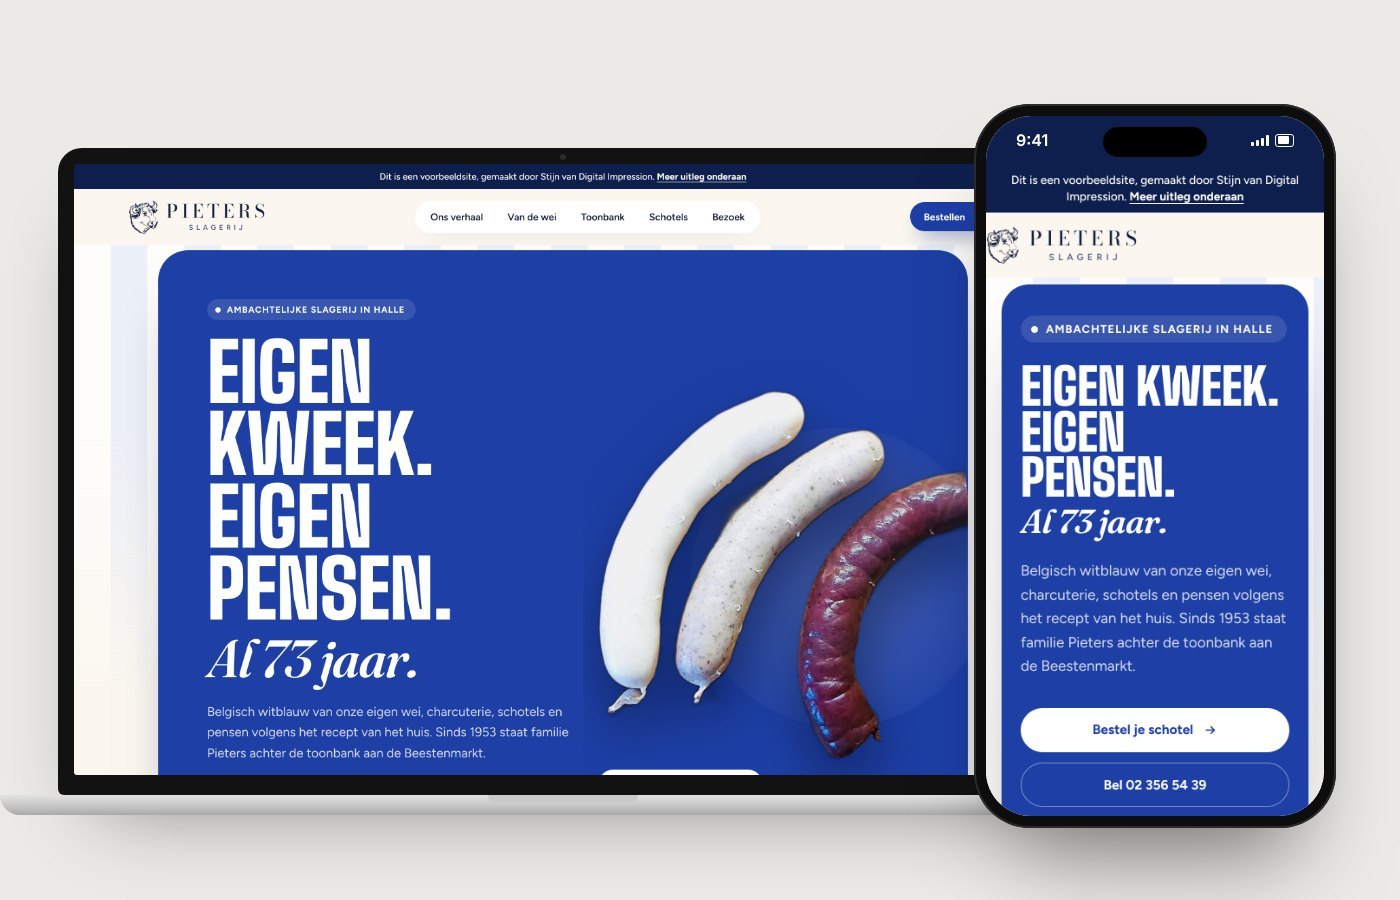 Dit is een voorbeeldsite, gemaakt door Stijn van Digital Impression. Meer uitleg onderaan
PIETERS
SLAGERIJ
Ons verhaal
Van de wei
Toonbank
Schotels
Bezoek
Bestellen
AMBACHTELIJKE SLAGERIJ IN HALLE
EIGEN
KWEEK.
EIGEN
PENSEN.
Al 73 jaar.
Belgisch witblauw van onze eigen wei, charcuterie, schotels en
pensen volgens het recept van het huis. Sinds 1953 staat familie
Pieters achter de toonbank aan de Beestenmarkt.
9:41
Dit is een voorbeeldsite, gemaakt door Stijn van Digital
Impression. Meer uitleg onderaan
PIETERS
SLAGERIJ
AMBACHTELIJKE SLAGERIJ IN HALLE
EIGEN KWEEK.
EIGEN
PENSEN.
Al 73 jaar.
Belgisch witblauw van onze eigen wei,
charcuterie, schotels en pensen volgens
het recept van het huis. Sinds 1953 staat
familie Pieters achter de toonbank aan
de Beestenmarkt.
Bestel je schotel →
Bel 02 356 54 39